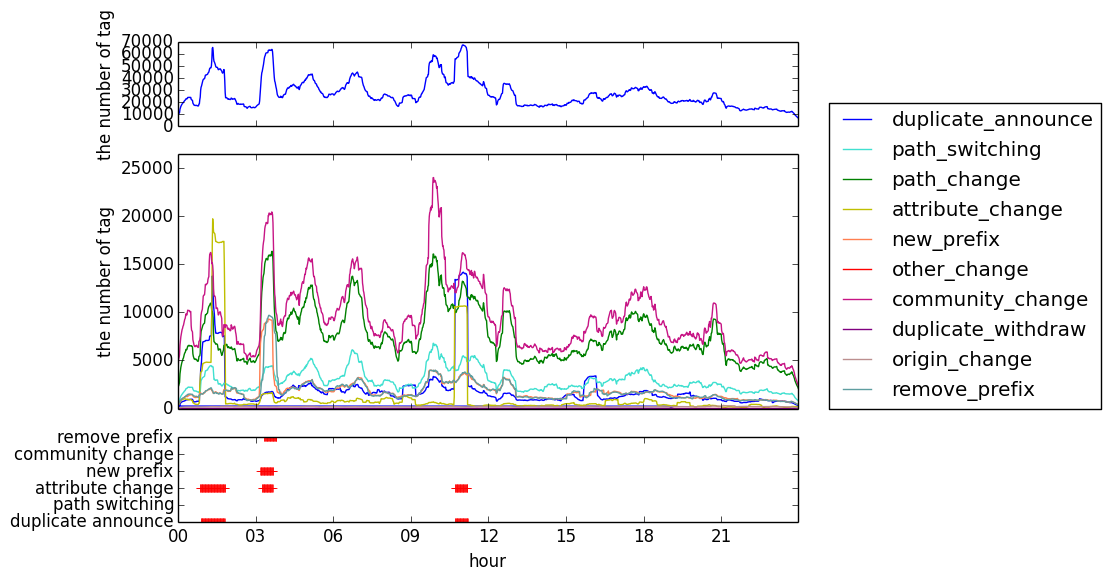 the number of tag
70000
60000
50000
40000
30000
20000
10000
0
the number of tag
25000
20000
15000
10000
5000
0
duplicate_announce
path_switching
path_change
attribute_change
new_prefix
other_change
community_change
duplicate_withdraw
origin_change
remove_prefix
remove prefix
community change
new prefix
attribute change
path switching
duplicate announce
00 03 06 09 12 15 18 21
hour